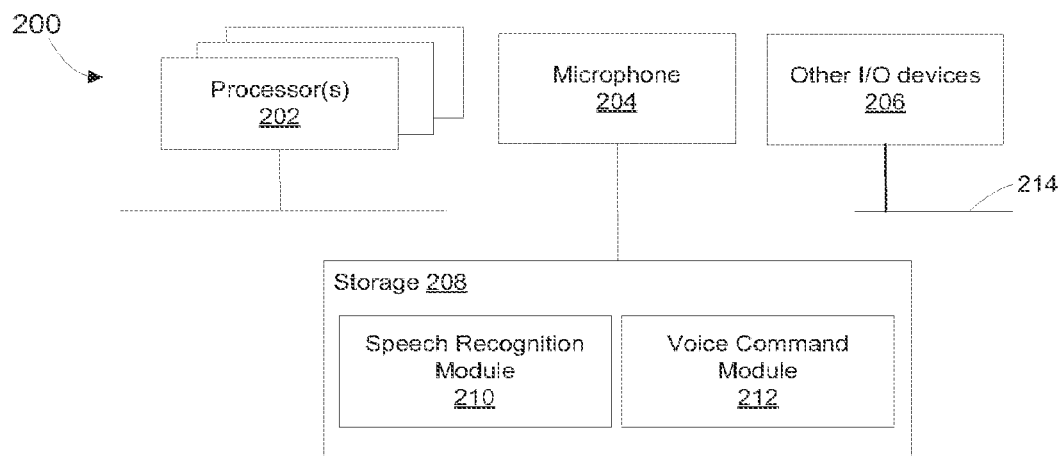 200
Processor(s)
202
Microphone
204
Other I/O devices
206
214
Storage 208
Speech Recognition
Module
210
Voice Command
Module
212